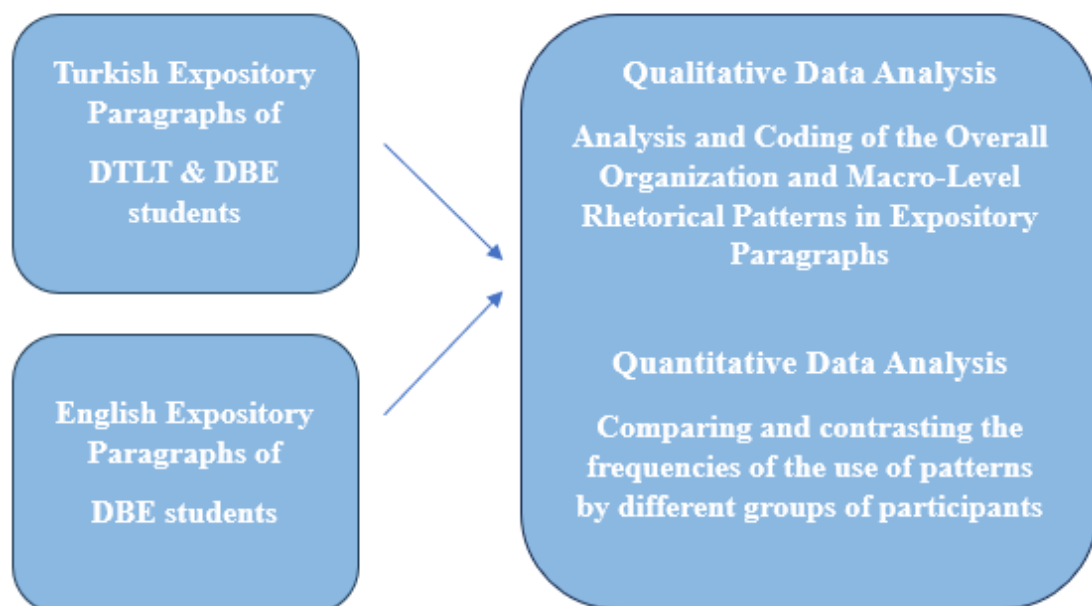 Turkish Expository
Paragraphs of
DTLT & DBE
students
English Expository
Paragraphs of
DBE students
Qualitative Data Analysis
Analysis and Coding of the Overall
Organization and Macro-Level
Rhetorical Patterns in Expository
Paragraphs
Quantitative Data Analysis
Comparing and contrasting the
frequencies of the use of patterns
by different groups of participants